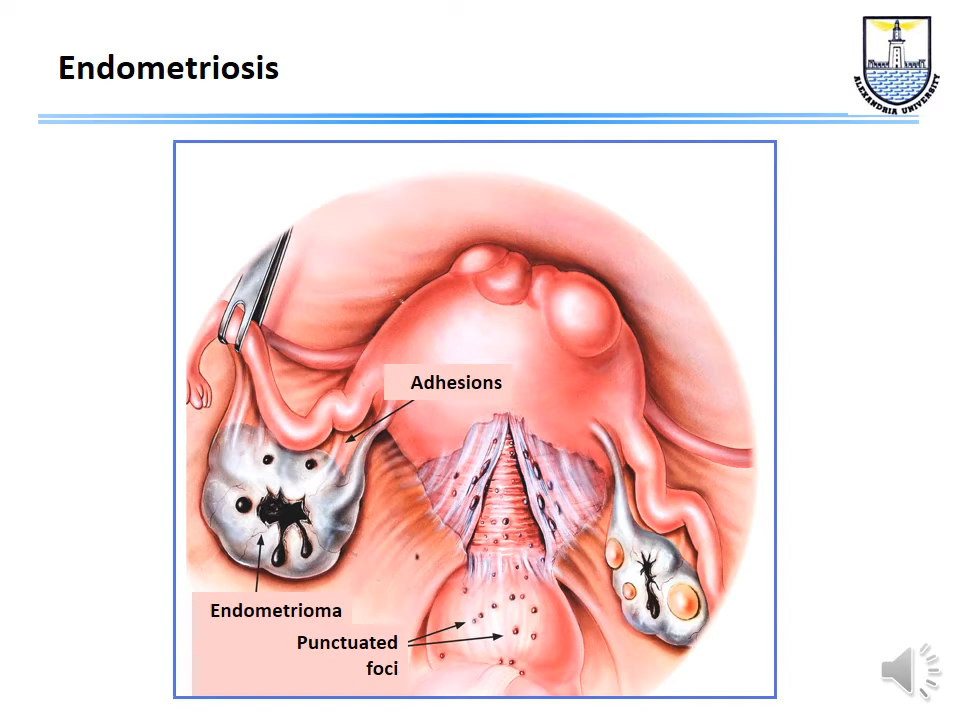 Endometriosis
ALEXANDRIA UNIVERSITY
Adhesions
Endometrioma
Punctuated
foci